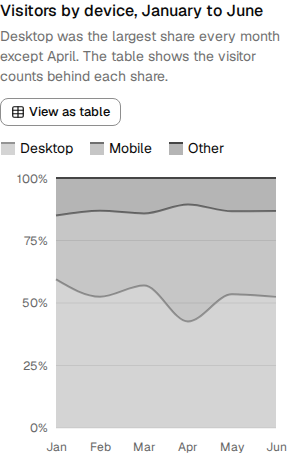 Visitors by device, January to June
Desktop was the largest share every month
except April. The table shows the visitor
counts behind each share.
View as table
Desktop Mobile Other
100%
75%
50%
25%
0%
Jan Feb Mar Apr May Jun